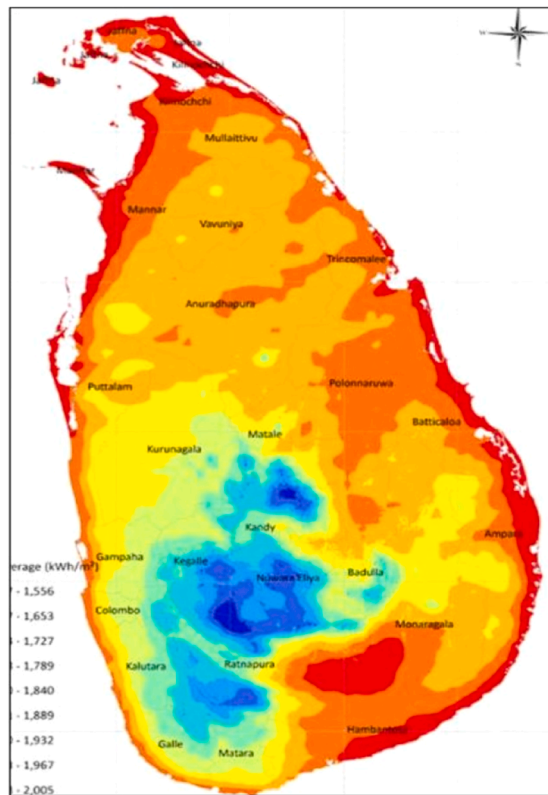 Jaffna
Kilinochchi
Mullaittivu
Mannar
Vavuniya
Trincomalee
Anuradhapura
Puttalam
Polonnaruwa
Batticaloa
Matale
Kurunagala
Kandy
Ampara
Gampaha
Kegalle
Nuwara Eliya
Badulla
erage (kWh/m²)
7 - 1,556
Colombo
7 - 1,653
Monaragala
- 1,727
Kalutara
Ratnapura
- 1,789
- 1,840
- 1,889
Hambantota
Galle
Matara
- 1,932
- 1,967
- 2,005